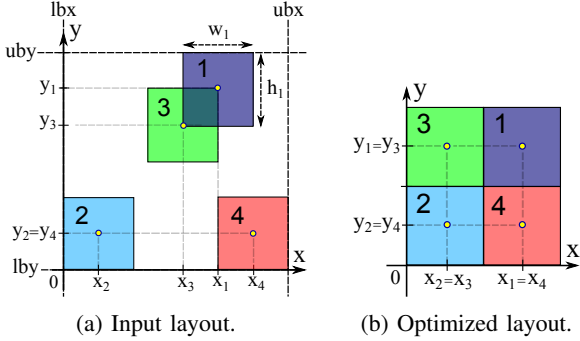 lbx
ubx
y
uby
w₁
y₁
1
h₁
3
y₃
2
4
y₂=y₄
lby
x
0
x₂
x₃
x₁
x₄
(a) Input layout.
y
3
1
y₁=y₃
2
4
y₂=y₄
x
0
x₂=x₃
x₁=x₄
(b) Optimized layout.